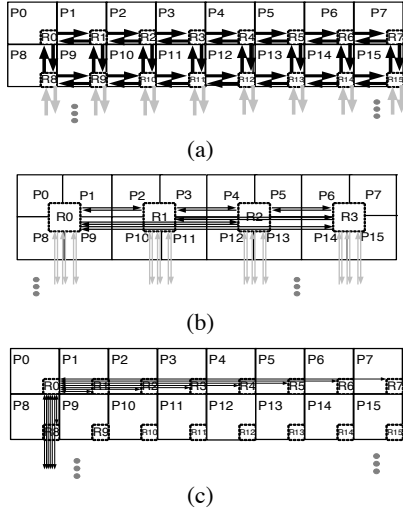 P0 P1 P2 P3 P4 P5 P6 P7
R0 R1 R2 R3 R4 R5 R6 R7
P8 P9 P10 P11 P12 P13 P14 P15
R8 R9 R10 R11 R12 R13 R14 R15
(a)
P0 P1 P2 P3 P4 P5 P6 P7
R0 R1 R2 R3
P8 P9 P10 P11 P12 P13 P14 P15
(b)
P0 P1 P2 P3 P4 P5 P6 P7
R0 R1 R2 R3 R4 R5 R6 R7
P8 P9 P10 P11 P12 P13 P14 P15
R8 R9 R10 R11 R12 R13 R14 R15
(c)